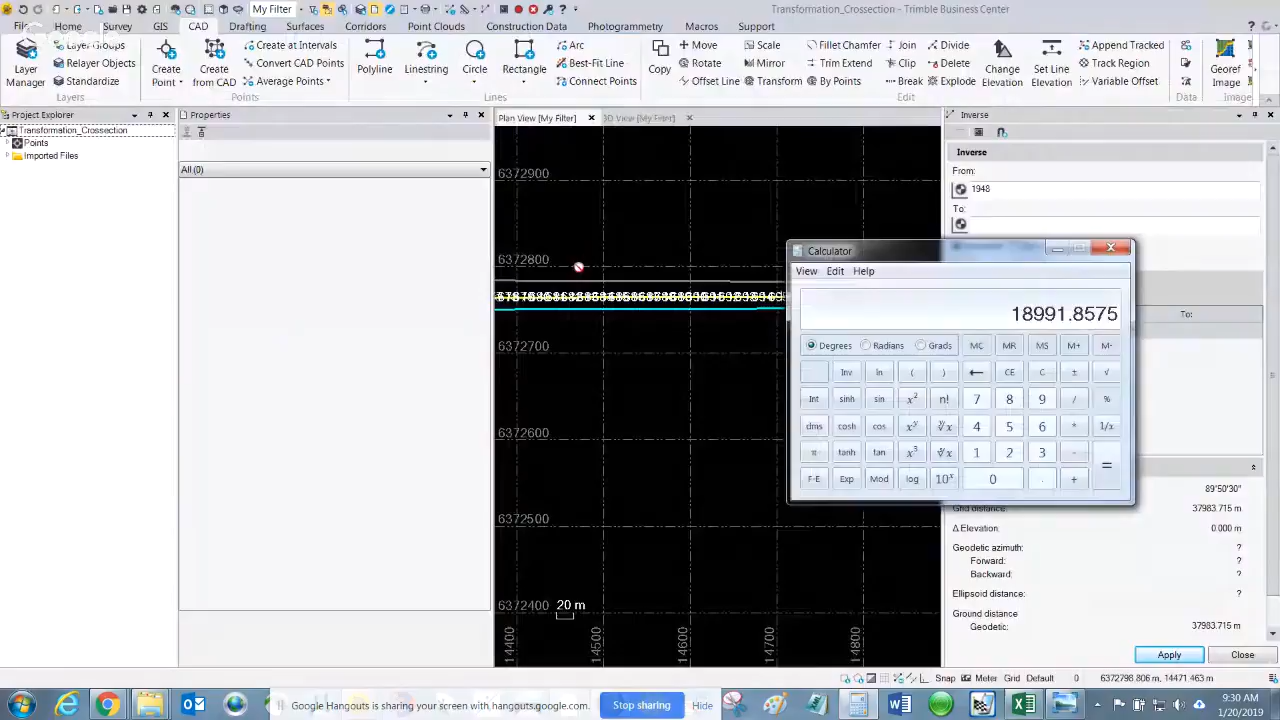 My Filter
Transformation_Crossection - Trimble Business Center
File
Home
Survey
GIS
CAD
Drafting
Surfaces
Corridors
Point Clouds
Construction Data
Photogrammetry
Macros
Support
Layer Manager
Layer Groups
Relayer Objects
Standardize
Layers
Create Point
Create from CAD
Create at Intervals
Convert CAD Points
Average Points
Points
Polyline
Linestring
Circle
Rectangle
Arc
Best-Fit Line
Connect Points
Lines
Copy
Move
Rotate
Offset Line
Scale
Mirror
Transform
Fillet Chamfer
Trim Extend
By Points
Join
Clip
Break
Divide
Delete
Explode
Change Elevation
Set Line Elevation
Append Tracked
Track Region
Variable Offset
Edit
Data
Image
Project Explorer
Transformation_Crossection
Points
Imported Files
Properties
All (0)
Plan View [My Filter]
3D View [My Filter]
6372900
6372800
6372700
6372600
6372500
6372400
20 m
14400
14500
14600
14700
14800
Inverse
Inverse
From:
1948
To:
To:
Calculator
View Edit Help
18991.8575
Degrees Radians Grads MC MR MS M+ M-
Inv ln ( ) ← CE C ± √
Int sinh sin x² n! 7 8 9 / %
dms cosh cos 4 5 6 * 1/x
π tanh tan x³ 1 2 3 - =
F-E Exp Mod log 10ˣ 0 . +
89°50'30"
Grid distance:
Δ Elevation: 0.000 m
Geodetic azimuth: ?
Forward: ?
Backward: ?
Ellipsoid distance: ?
Ground distance:
Geodetic:
Apply
Close
Snap Meter Grid Default
6372798.806 m, 14471.463 m
Google Hangouts is sharing your screen with hangouts.google.com.
Stop sharing
Hide
9:30 AM
1/20/2019